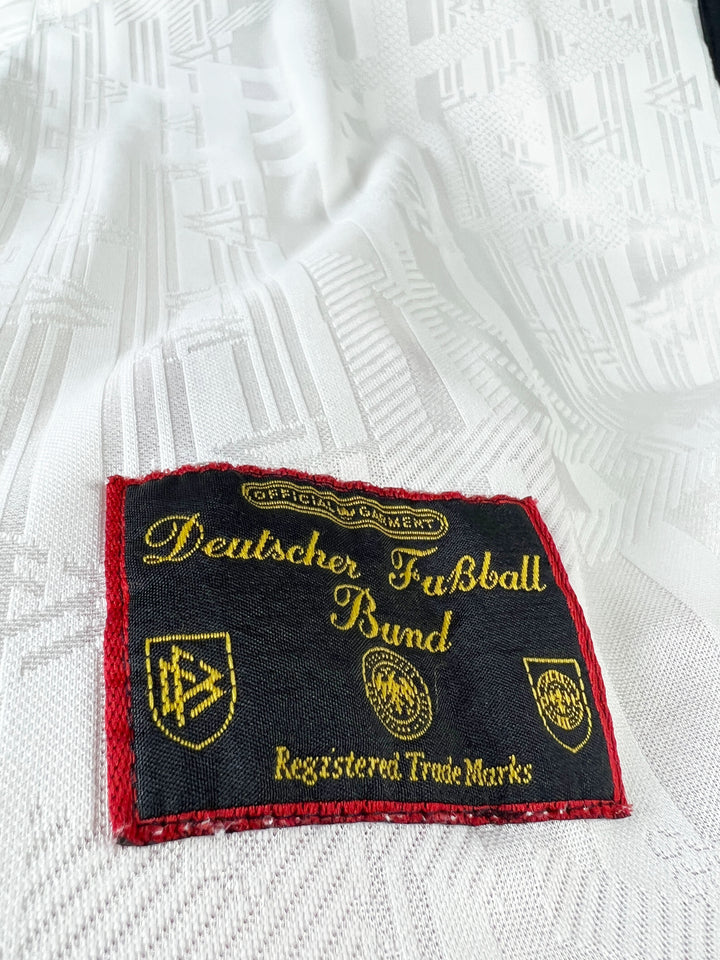 OFFICIAL GARMENT
Deutscher Fußball
Bund
Registered Trade Marks